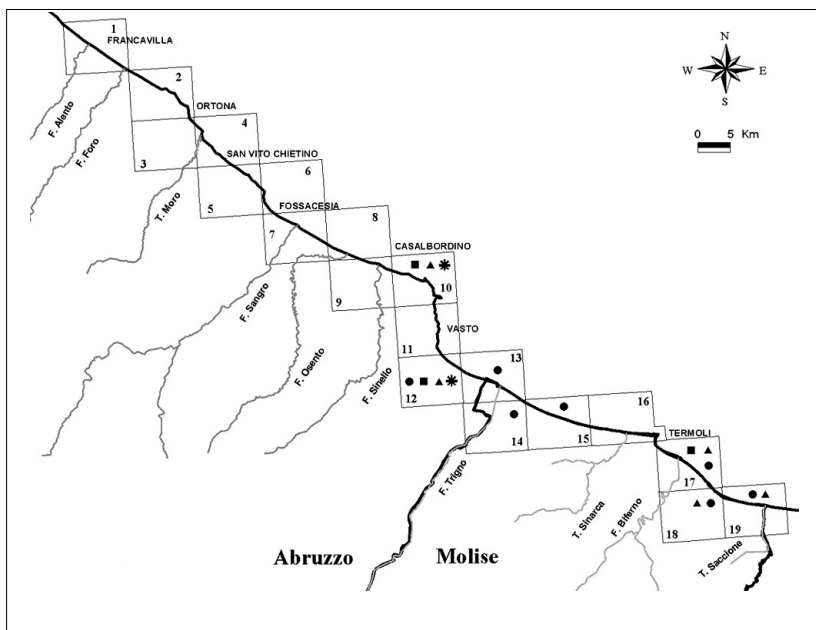 1
FRANCAVILLA
N
W E
S
2
F. Alento
F. Foro
ORTONA
4
0 5 Km
3
SAN VITO CHIETINO
6
T. Moro
5
FOSSACESIA
8
7
CASALBORDINO
F. Sangro
9
10
VASTO
11
13
F. Osento
F. Sinello
12
16
14
15
TERMOLI
F. Trigno
17
T. Sinarca
F. Biferno
18
19
T. Saccione
Abruzzo
Molise